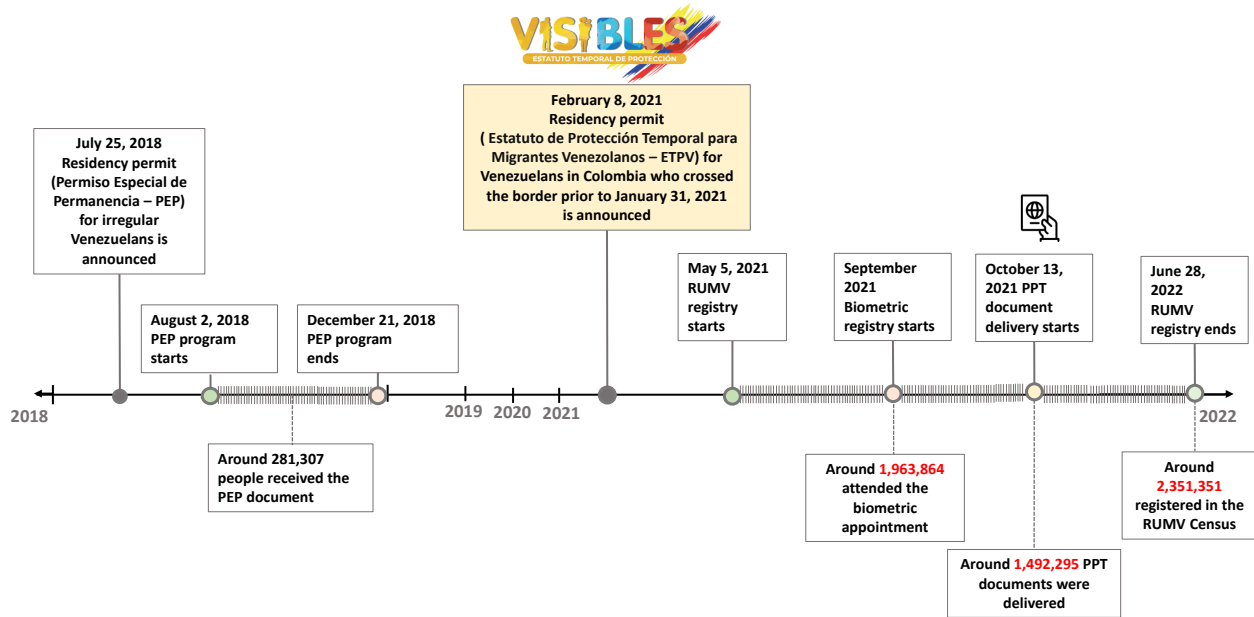 VISIBLES
ESTATUTO TEMPORAL DE PROTECCIÓN
February 8, 2021
Residency permit
( Estatuto de Protección Temporal para
Migrantes Venezolanos – ETPV) for
Venezuelans in Colombia who crossed
the border prior to January 31, 2021
is announced
July 25, 2018
Residency permit
(Permiso Especial de
Permanencia – PEP)
for irregular
Venezuelans is
announced
August 2, 2018
PEP program
starts
December 21, 2018
PEP program
ends
May 5, 2021
RUMV
registry
starts
September
2021
Biometric
registry starts
October 13,
2021 PPT
document
delivery starts
June 28,
2022
RUMV
registry ends
2018
2019
2020
2021
2022
Around 281,307
people received the
PEP document
Around 1,963,864
attended the
biometric
appointment
Around 1,492,295 PPT
documents were
delivered
Around
2,351,351
registered in the
RUMV Census